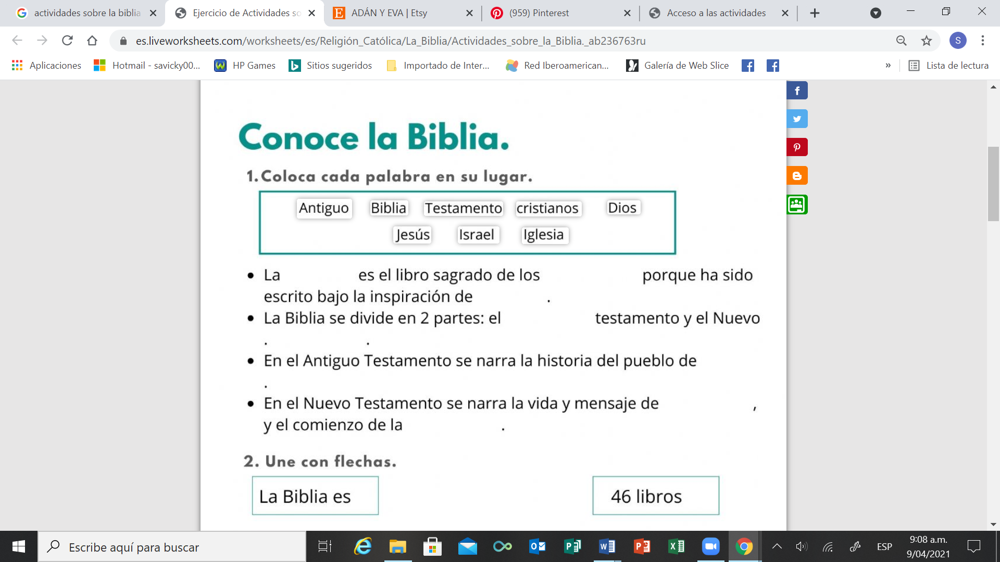 actividades sobre la biblia
Ejercicio de Actividades so
ADÁN Y EVA | Etsy
(959) Pinterest
Acceso a las actividades
es.liveworksheets.com/worksheets/es/Religión_Católica/La_Biblia/Actividades_sobre_la_Biblia._ab236763ru
S
Aplicaciones
Hotmail - savicky00...
HP Games
Sitios sugeridos
Importado de Inter...
Red Iberoamerican...
Galería de Web Slice
»
Lista de lectura
Conoce la Biblia.
1. Coloca cada palabra en su lugar.
Antiguo Biblia Testamento cristianos Dios
Jesús Israel Iglesia
• La es el libro sagrado de los porque ha sido
escrito bajo la inspiración de .
• La Biblia se divide en 2 partes: el testamento y el Nuevo
. .
• En el Antiguo Testamento se narra la historia del pueblo de
.
• En el Nuevo Testamento se narra la vida y mensaje de ,
y el comienzo de la .
2. Une con flechas.
La Biblia es
46 libros
Escribe aquí para buscar
ESP
9:08 a.m.
9/04/2021